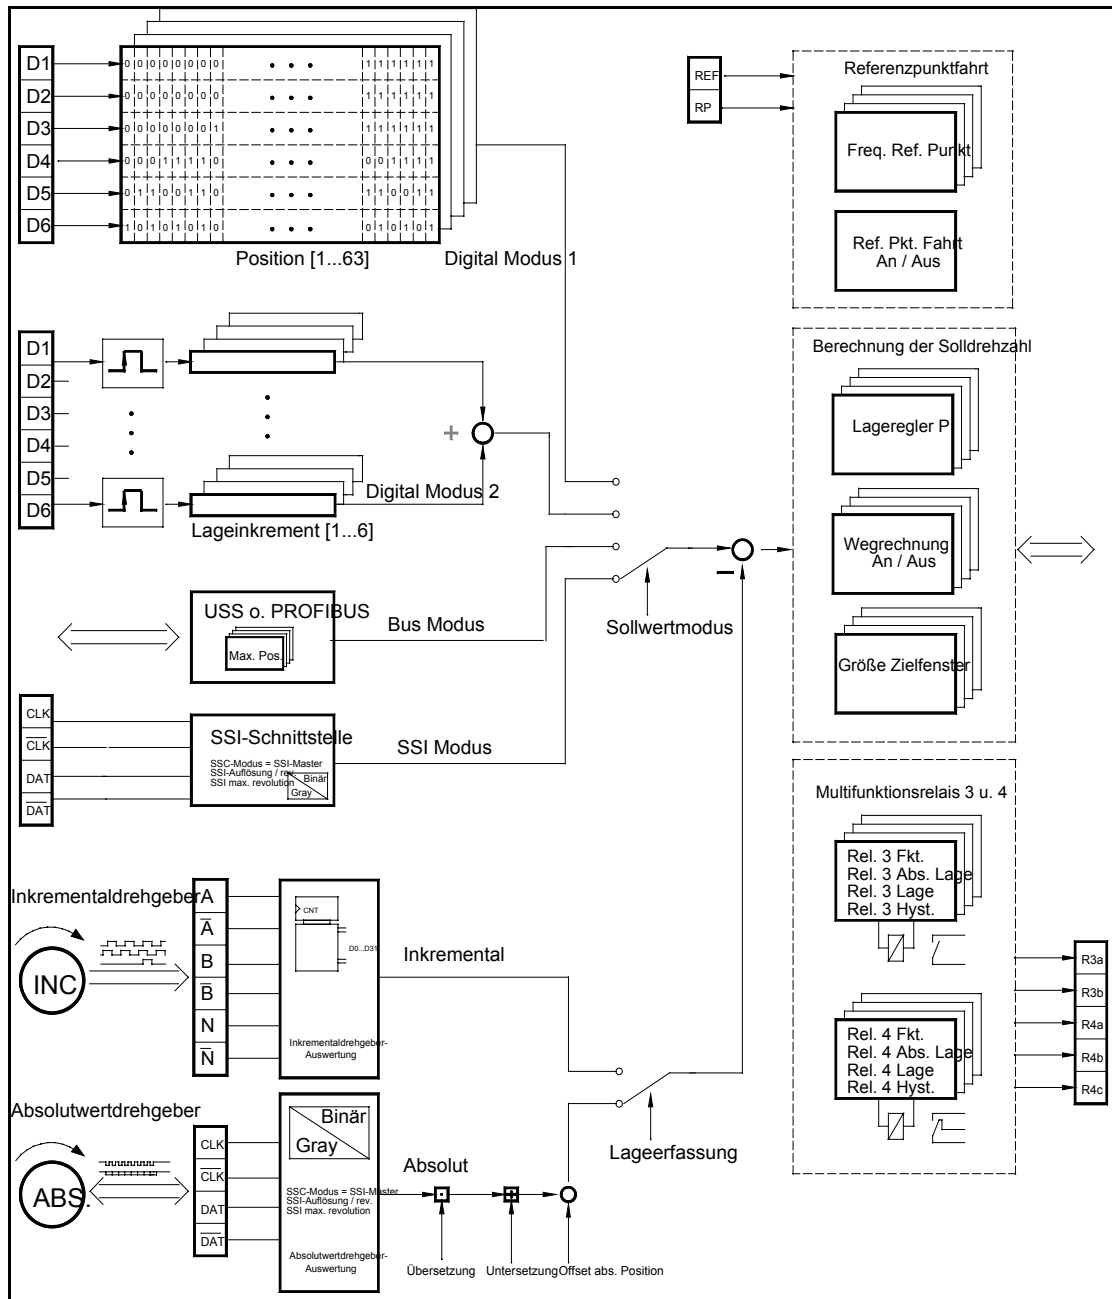 D1
D2
D3
D4
D5
D6
0 0 0 0 0 0 0 0 • • • 1 1 1 1 1 1
0 0 0 0 0 0 0 0 • • • 1 1 1 1 1 1
0 0 0 0 0 0 0 1 • • • 1 1 1 1 1 1
0 0 0 1 1 1 1 0 • • • 0 0 1 1 1 1
0 1 1 0 0 1 1 0 • • • 1 1 0 0 1 1
1 0 1 0 1 0 1 0 • • • 0 1 0 1 0 1
Position [1...63]
Digital Modus 1
REF
RP
Referenzpunktfahrt
Freq. Ref. Punkt
Ref. Pkt. Fahrt
An / Aus
D1
D2
D3
D4
D5
D6
+
Digital Modus 2
Lageinkrement [1...6]
Berechnung der Solldrehzahl
Lageregler P
Wegrechnung
An / Aus
Größe Zielfenster
USS o. PROFIBUS
Max. Pos.
Bus Modus
Sollwertmodus
–
CLK
C̅L̅K̅
DAT
D̅A̅T̅
SSI-Schnittstelle
SSC-Modus = SSI-Master
SSI-Auflösung / rev.
SSI max. revolution
Binär
Gray
SSI Modus
Multifunktionsrelais 3 u. 4
Rel. 3 Fkt.
Rel. 3 Abs. Lage
Rel. 3 Lage
Rel. 3 Hyst.
Rel. 4 Fkt.
Rel. 4 Abs. Lage
Rel. 4 Lage
Rel. 4 Hyst.
R3a
R3b
R4a
R4b
R4c
Inkrementaldrehgeber
INC
A
A̅
B
B̅
N
N̅
CNT
D0...D31
Inkrementaldrehgeber-
Auswertung
Inkremental
Absolutwertdrehgeber
ABS.
CLK
C̅L̅K̅
DAT
D̅A̅T̅
Binär
Gray
SSC-Modus = SSI-Master
SSI-Auflösung / rev.
SSI max. revolution
Absolutwertdrehgeber-
Auswertung
Absolut
Lageerfassung
Übersetzung
Untersetzung
Offset abs. Position